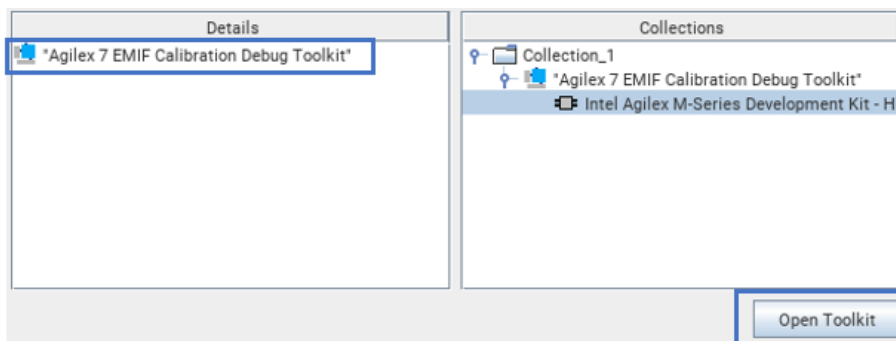 Details
"Agilex 7 EMIF Calibration Debug Toolkit"
Collections
Collection_1
"Agilex 7 EMIF Calibration Debug Toolkit"
Intel Agilex M-Series Development Kit - H
Open Toolkit